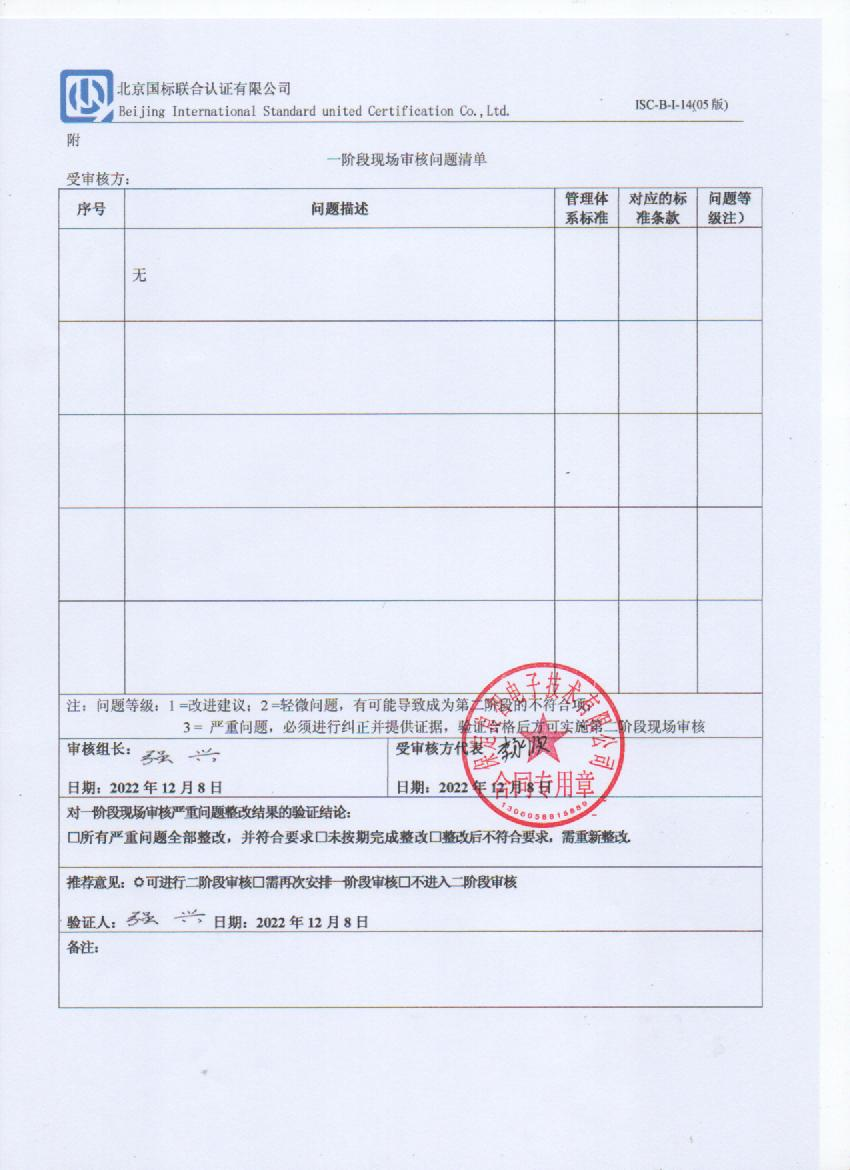 北京国标联合认证有限公司
Beijing International Standard united Certification Co.,Ltd.
ISC-B-I-14(05版)
附
一阶段现场审核问题清单
受审核方：
序号 问题描述 管理体系标准 对应的标准条款 问题等级注）
无
注：问题等级：1 =改进建议；2 =轻微问题，有可能导致成为第二阶段的不符合项；
3 = 严重问题，必须进行纠正并提供证据，验证合格后方可实施第二阶段现场审核
审核组长： 强兴 受审核方代表
日期：2022 年 12 月 8 日 日期：2022 年 12 月 8 日
电子技术有限公司
合同专用章
对一阶段现场审核严重问题整改结果的验证结论：
□所有严重问题全部整改，并符合要求□未按期完成整改□整改后不符合要求，需重新整改.
推荐意见：✪可进行二阶段审核□需再次安排一阶段审核□不进入二阶段审核
验证人： 强兴 日期：2022 年 12 月 8 日
备注：